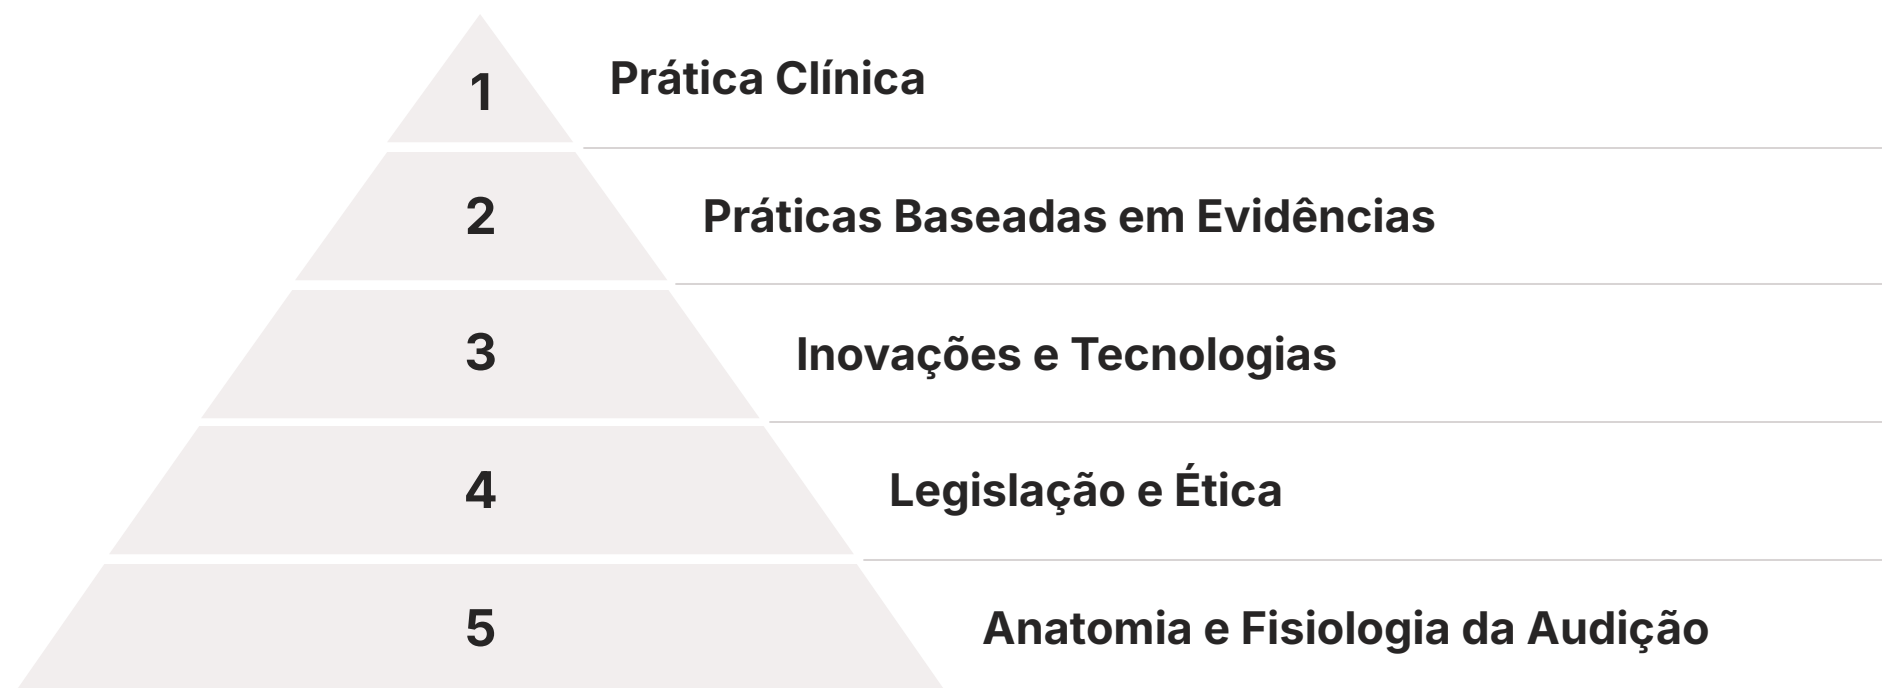 1
Prática Clínica
2
Práticas Baseadas em Evidências
3
Inovações e Tecnologias
4
Legislação e Ética
5
Anatomia e Fisiologia da Audição